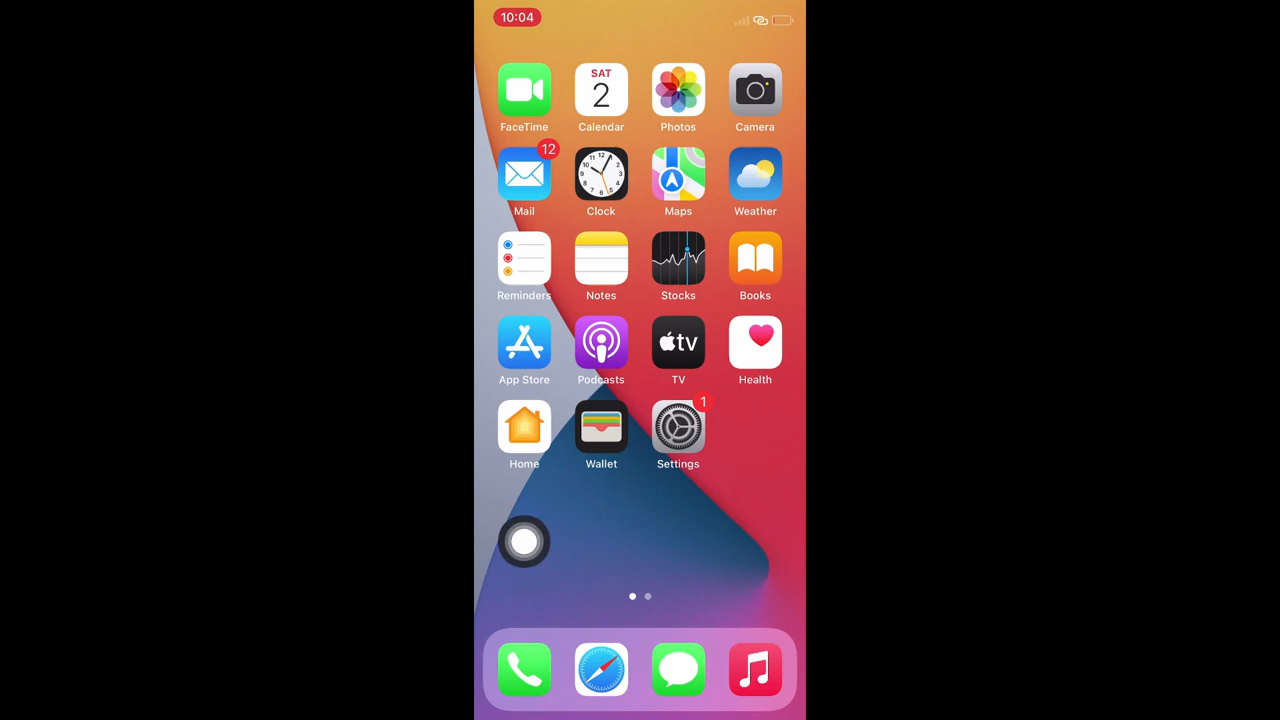 10:04
SAT
2
FaceTime Calendar Photos Camera
12
Mail Clock Maps Weather
Reminders Notes Stocks Books
tv
App Store Podcasts TV Health
1
Home Wallet Settings